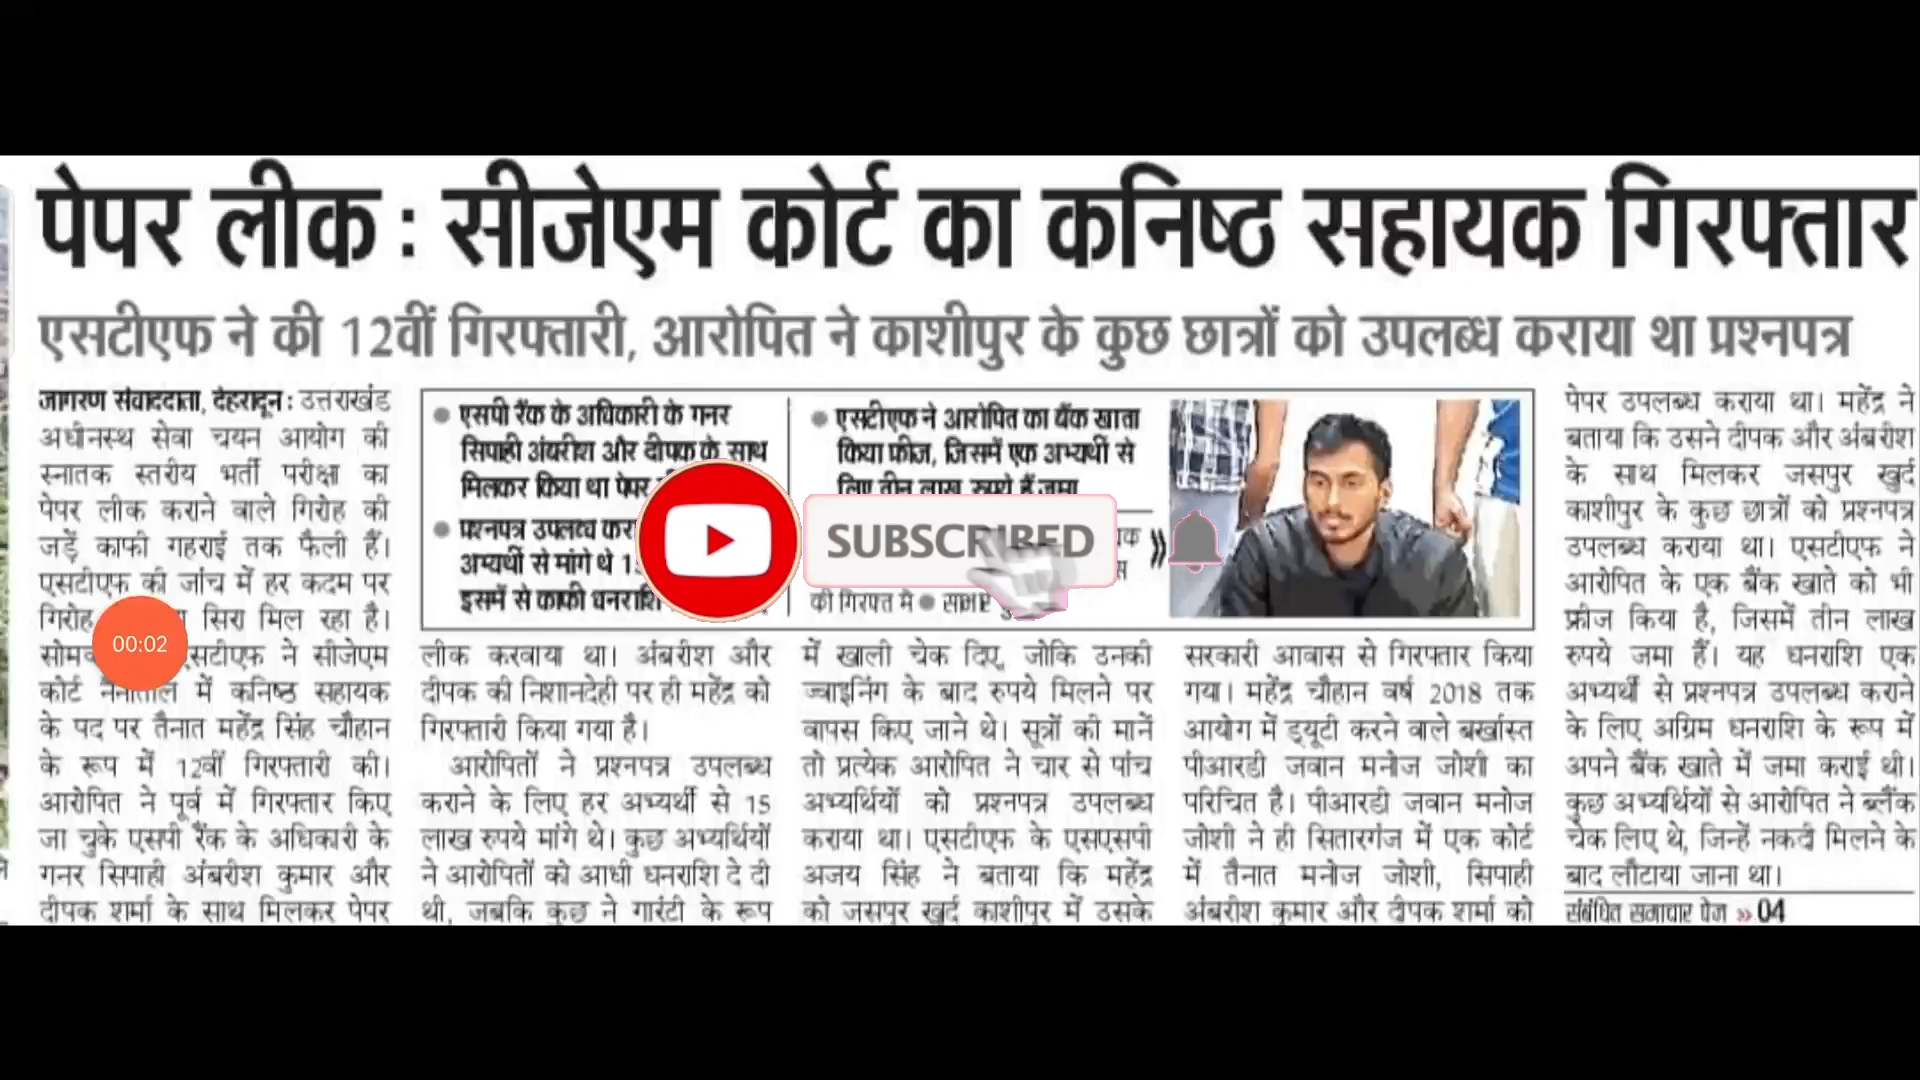 पेपर लीक : सीजेएम कोर्ट का कनिष्ठ सहायक गिरफ्तार
एसटीएफ ने की 12वीं गिरफ्तारी, आरोपित ने काशीपुर के कुछ छात्रों को उपलब्ध कराया था प्रश्नपत्र
जागरण संवाददाता, देहरादून : उत्तराखंड
अधीनस्थ सेवा चयन आयोग की
स्नातक स्तरीय भर्ती परीक्षा का
पेपर लीक कराने वाले गिरोह की
जड़ें काफी गहराई तक फैली हैं।
एसटीएफ की जांच में हर कदम पर
गिरोह सिरा मिल रहा है।
एसटीएफ ने सीजेएम
कोर्ट नैनीताल में कनिष्ठ सहायक
के पद पर तैनात महेंद्र सिंह चौहान
के रूप में 12वीं गिरफ्तारी की।
आरोपित ने पूर्व में गिरफ्तार किए
जा चुके एसपी रैंक के अधिकारी के
गनर सिपाही अंबरीश कुमार और
दीपक शर्मा के साथ मिलकर पेपर
00:02
एसपी रैंक के अधिकारी के गनर
सिपाही अंबरीश और दीपक के साथ
मिलकर किया था पेपर
प्रश्नपत्र उपलब्ध
अभ्यर्थी से मांगे थे
इसमें से काफी धनराशि
एसटीएफ ने आरोपित का बैंक खाता
किया फ्रीज, जिसमें एक अभ्यर्थी से
लिए तीन लाख रुपये हैं जमा
की गिरफ्त में ●
SUBSCRIBED
लीक करवाया था। अंबरीश और
दीपक की निशानदेही पर ही महेंद्र को
गिरफ्तारी किया गया है।
आरोपितों ने प्रश्नपत्र उपलब्ध
कराने के लिए हर अभ्यर्थी से 15
लाख रुपये मांगे थे। कुछ अभ्यर्थियों
ने आरोपितों को आधी धनराशि दे दी
थी, जबकि कुछ ने गारंटी के रूप
में खाली चेक दिए, जोकि उनकी
ज्वाइनिंग के बाद रुपये मिलने पर
वापस किए जाने थे। सूत्रों की मानें
तो प्रत्येक आरोपित ने चार से पांच
अभ्यर्थियों को प्रश्नपत्र उपलब्ध
कराया था। एसटीएफ के एसएसपी
अजय सिंह ने बताया कि महेंद्र
को जसपुर खुर्द काशीपुर में उसके
सरकारी आवास से गिरफ्तार किया
गया। महेंद्र चौहान वर्ष 2018 तक
आयोग में ड्यूटी करने वाले बर्खास्त
पीआरडी जवान मनोज जोशी का
परिचित है। पीआरडी जवान मनोज
जोशी ने ही सितारगंज में एक कोर्ट
में तैनात मनोज जोशी, सिपाही
अंबरीश कुमार और दीपक शर्मा को
पेपर उपलब्ध कराया था। महेंद्र ने
बताया कि उसने दीपक और अंबरीश
के साथ मिलकर जसपुर खुर्द
काशीपुर के कुछ छात्रों को प्रश्नपत्र
उपलब्ध कराया था। एसटीएफ ने
आरोपित के एक बैंक खाते को भी
फ्रीज किया है, जिसमें तीन लाख
रुपये जमा हैं। यह धनराशि एक
अभ्यर्थी से प्रश्नपत्र उपलब्ध कराने
के लिए अग्रिम धनराशि के रूप में
अपने बैंक खाते में जमा कराई थी।
कुछ अभ्यर्थियों से आरोपित ने ब्लैंक
चेक लिए थे, जिन्हें नकदी मिलने के
बाद लौटाया जाना था।
संबंधित समाचार पेज » 04